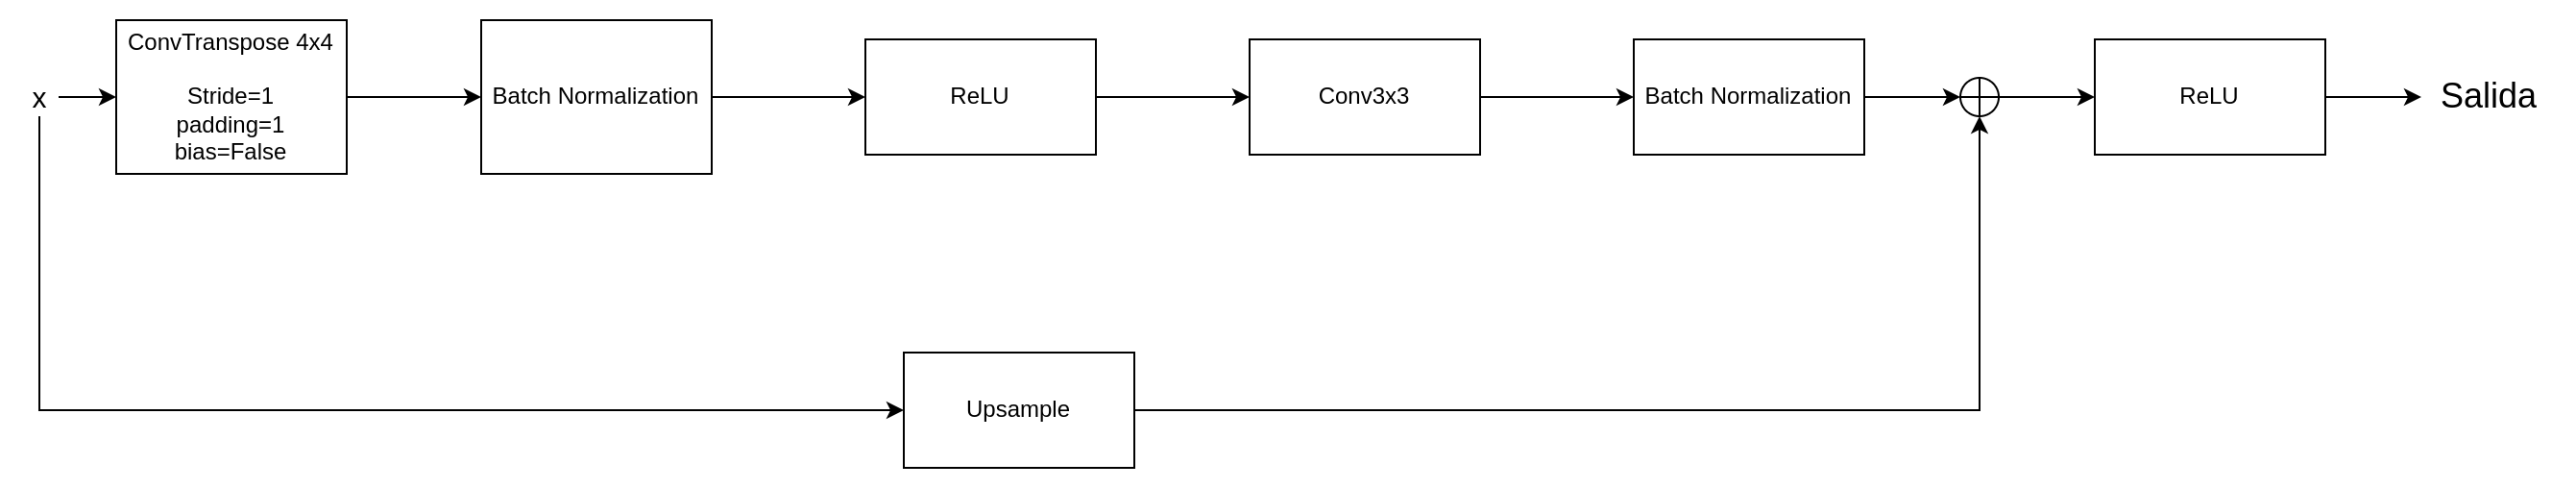 x
ConvTranspose 4x4
Stride=1
padding=1
bias=False
Batch Normalization
ReLU
Conv3x3
Batch Normalization
ReLU
Salida
Upsample